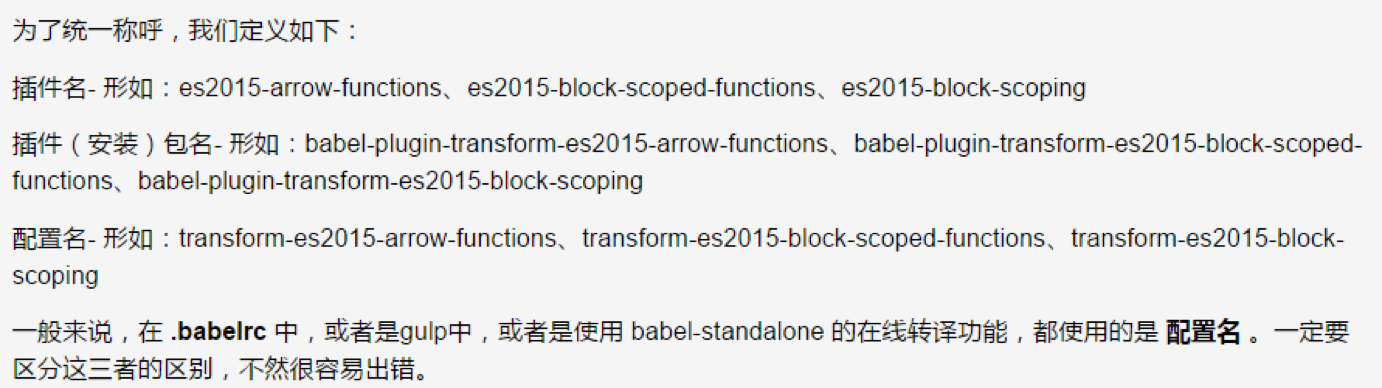 为了统一称呼，我们定义如下：
插件名- 形如：es2015-arrow-functions、es2015-block-scoped-functions、es2015-block-scoping
插件（安装）包名- 形如：babel-plugin-transform-es2015-arrow-functions、babel-plugin-transform-es2015-block-scoped-
functions、babel-plugin-transform-es2015-block-scoping
配置名- 形如：transform-es2015-arrow-functions、transform-es2015-block-scoped-functions、transform-es2015-block-
scoping
一般来说，在 .babelrc 中，或者是gulp中，或者是使用 babel-standalone 的在线转译功能，都使用的是 配置名 。一定要
区分这三者的区别，不然很容易出错。